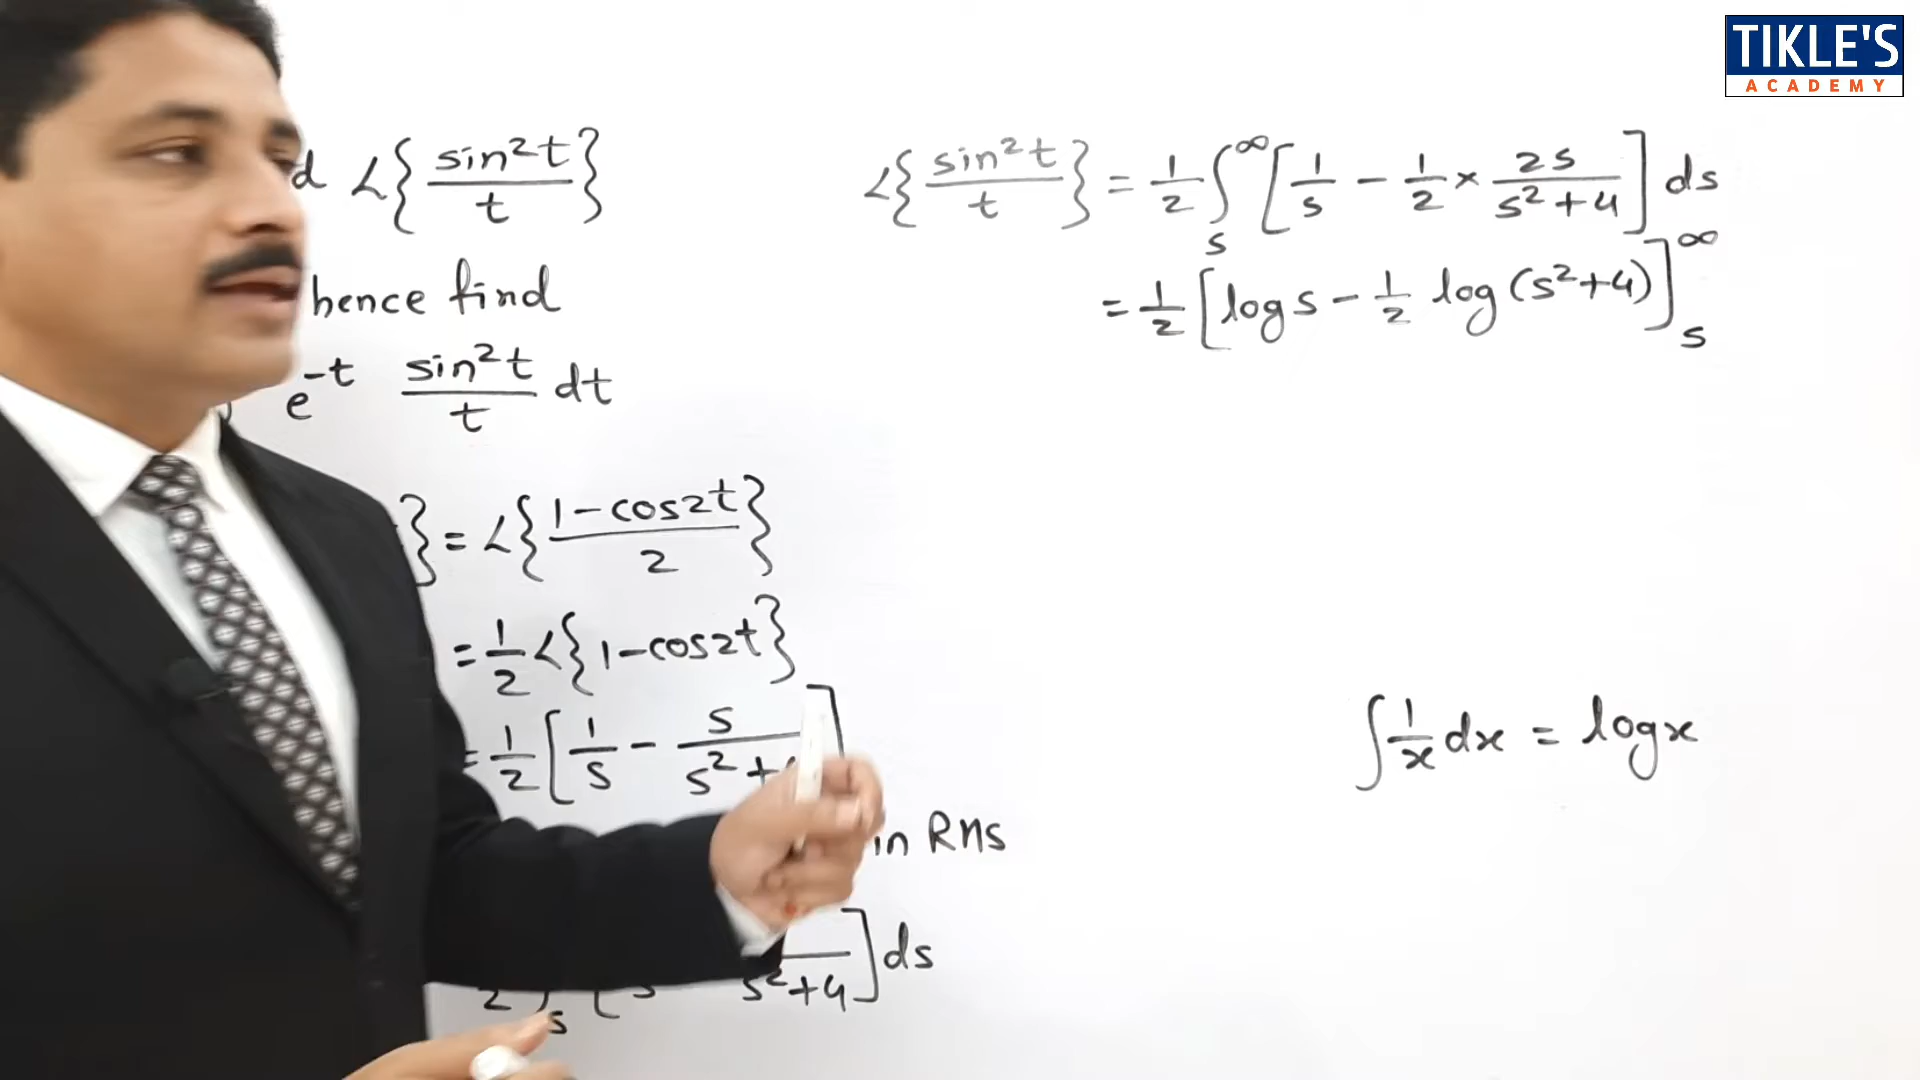 TIKLE'S
ACADEMY
L{sin²t/t}
hence find
e^-t sin²t/t dt
} = L{1-cos2t/2}
= 1/2 L{1-cos2t}
= 1/2 [1/s - s/s²+
in RHS
s²+4] ds
L{sin²t/t} = 1/2 ∫_s^∞ [1/s - 1/2 × 2s/s²+4] ds
= 1/2 [log s - 1/2 log(s²+4)]_s^∞
∫ 1/x dx = log x